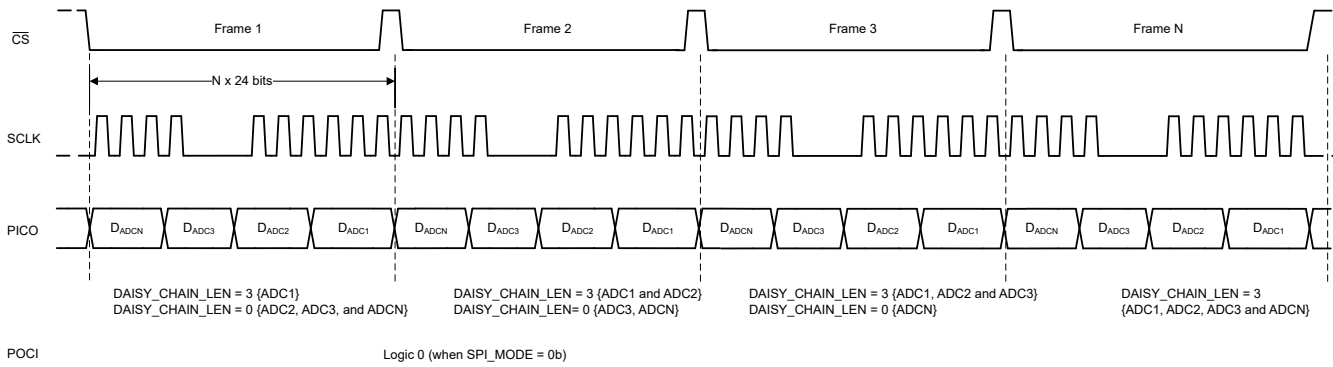 CS
Frame 1
Frame 2
Frame 3
Frame N
N x 24 bits
SCLK
PICO
DADCN
DADC3
DADC2
DADC1
DADCN
DADC3
DADC2
DADC1
DADCN
DADC3
DADC2
DADC1
DADCN
DADC3
DADC2
DADC1
DAISY_CHAIN_LEN = 3 {ADC1}
DAISY_CHAIN_LEN = 0 {ADC2, ADC3, and ADCN}
DAISY_CHAIN_LEN = 3 {ADC1 and ADC2}
DAISY_CHAIN_LEN= 0 {ADC3, ADCN}
DAISY_CHAIN_LEN = 3 {ADC1, ADC2 and ADC3}
DAISY_CHAIN_LEN = 0 {ADCN}
DAISY_CHAIN_LEN = 3
{ADC1, ADC2, ADC3 and ADCN}
POCI
Logic 0 (when SPI_MODE = 0b)